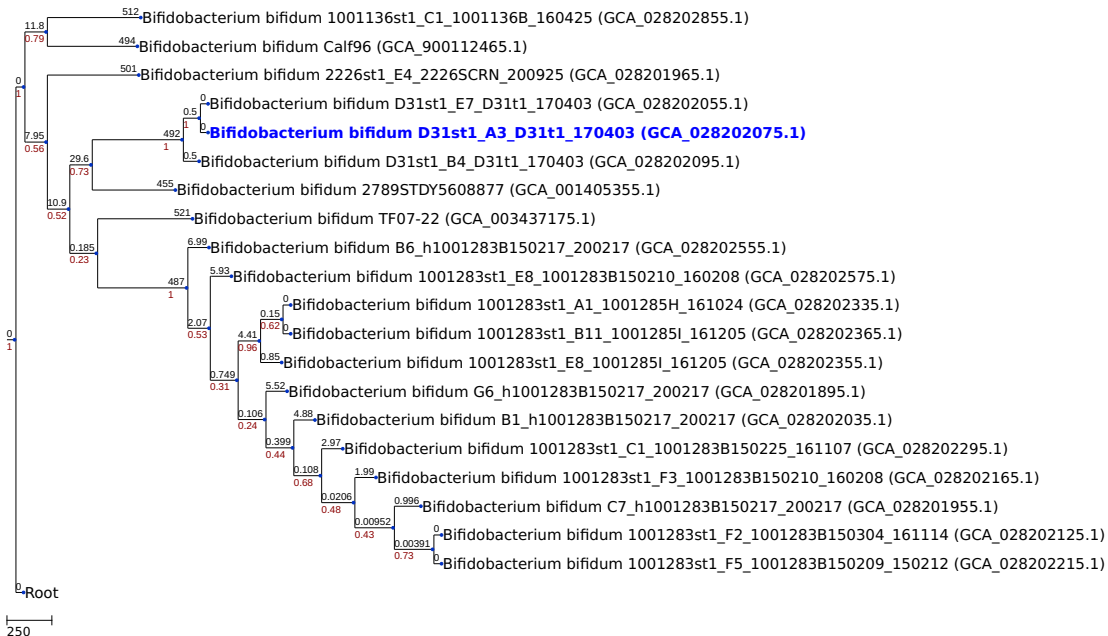 512 Bifidobacterium bifidum 1001136st1_C1_1001136B_160425 (GCA_028202855.1)
11.8
0.79
494 Bifidobacterium bifidum Calf96 (GCA_900112465.1)
501 Bifidobacterium bifidum 2226st1_E4_2226SCRN_200925 (GCA_028201965.1)
0
1
0 Bifidobacterium bifidum D31st1_E7_D31t1_170403 (GCA_028202055.1)
0.5
1
0 Bifidobacterium bifidum D31st1_A3_D31t1_170403 (GCA_028202075.1)
7.95
0.56
492
1
0.5 Bifidobacterium bifidum D31st1_B4_D31t1_170403 (GCA_028202095.1)
29.6
0.73
455 Bifidobacterium bifidum 2789STDY5608877 (GCA_001405355.1)
10.9
0.52
521 Bifidobacterium bifidum TF07-22 (GCA_003437175.1)
6.99 Bifidobacterium bifidum B6_h1001283B150217_200217 (GCA_028202555.1)
0.185
0.23
5.93 Bifidobacterium bifidum 1001283st1_E8_1001283B150210_160208 (GCA_028202575.1)
487
1
0 Bifidobacterium bifidum 1001283st1_A1_1001285H_161024 (GCA_028202335.1)
0.15
0.62
2.07
0.53
0 Bifidobacterium bifidum 1001283st1_B11_1001285I_161205 (GCA_028202365.1)
0
1
4.41
0.96
0.85 Bifidobacterium bifidum 1001283st1_E8_1001285I_161205 (GCA_028202355.1)
0.749
0.31
5.52 Bifidobacterium bifidum G6_h1001283B150217_200217 (GCA_028201895.1)
0.106
0.24
4.88 Bifidobacterium bifidum B1_h1001283B150217_200217 (GCA_028202035.1)
0.399
0.44
2.97 Bifidobacterium bifidum 1001283st1_C1_1001283B150225_161107 (GCA_028202295.1)
0.108
0.68
1.99 Bifidobacterium bifidum 1001283st1_F3_1001283B150210_160208 (GCA_028202165.1)
0.0206
0.48
0.996 Bifidobacterium bifidum C7_h1001283B150217_200217 (GCA_028201955.1)
0.00952
0.43
0 Bifidobacterium bifidum 1001283st1_F2_1001283B150304_161114 (GCA_028202125.1)
0.00391
0.73
0 Bifidobacterium bifidum 1001283st1_F5_1001283B150209_150212 (GCA_028202215.1)
0 Root
250